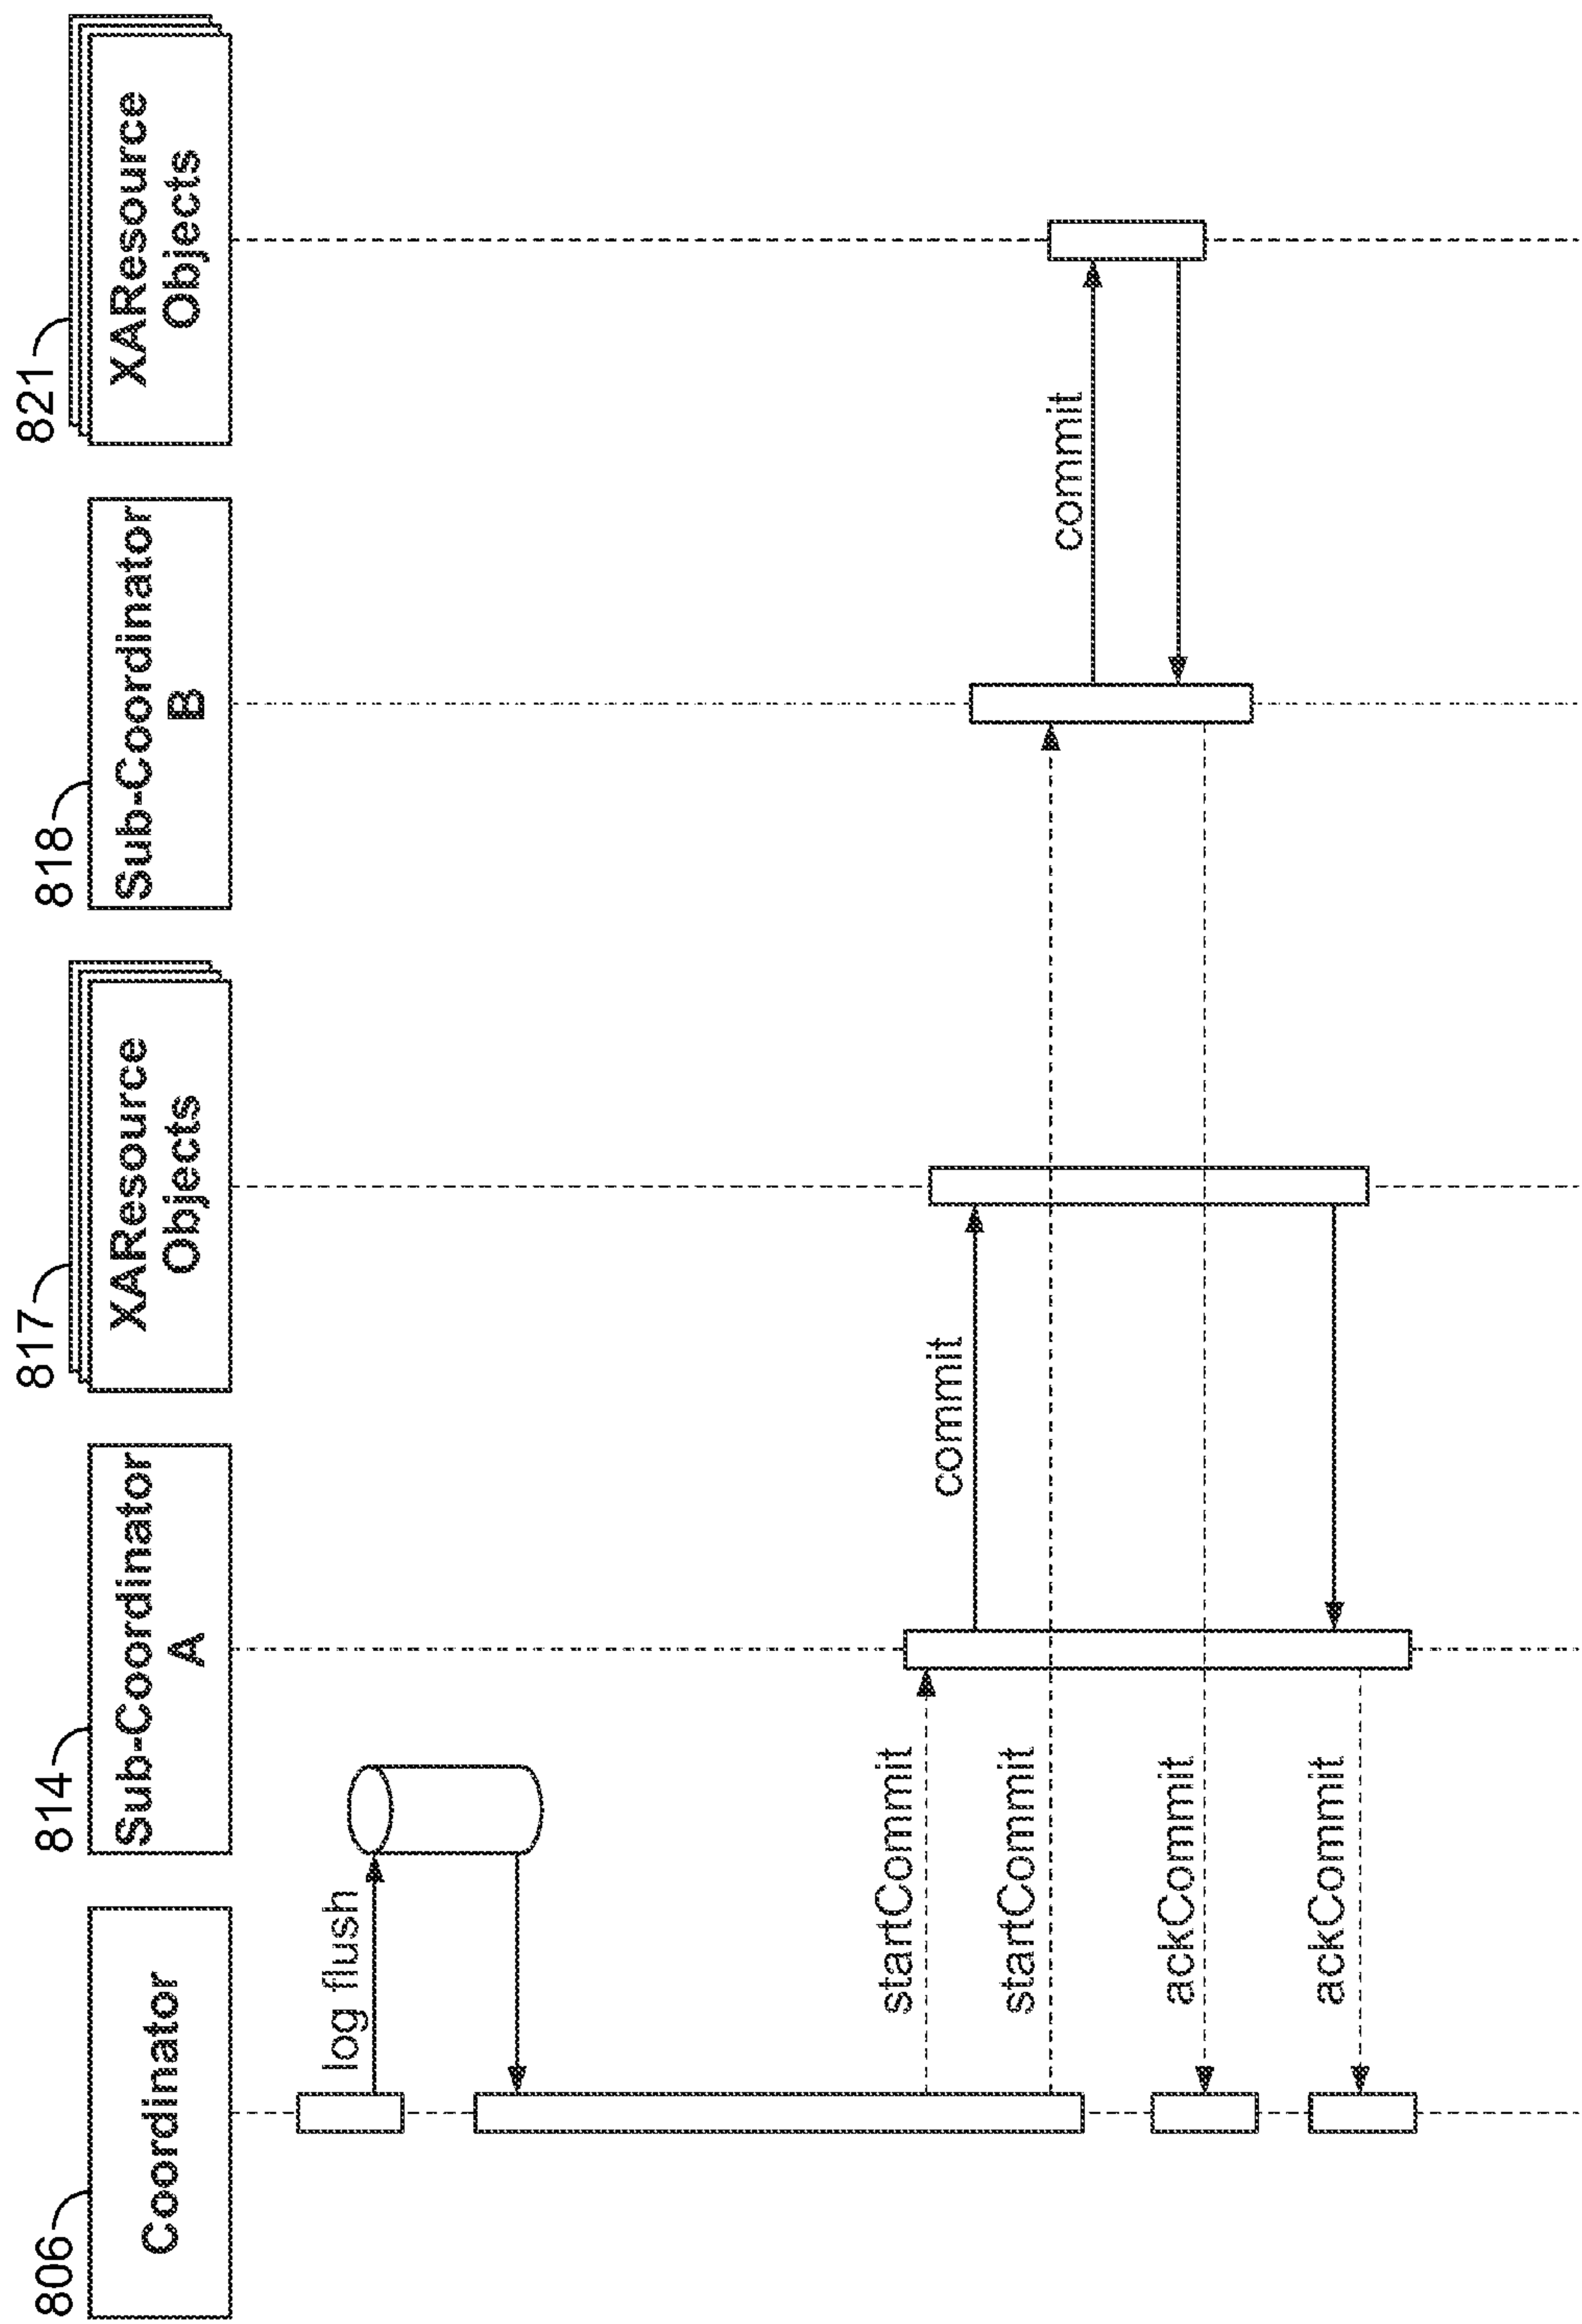 806
Coordinator
814
Sub-Coordinator
A
817
XAResource
Objects
818
Sub-Coordinator
B
821
XAResource
Objects
log flush
startCommit
commit
startCommit
commit
ackCommit
ackCommit